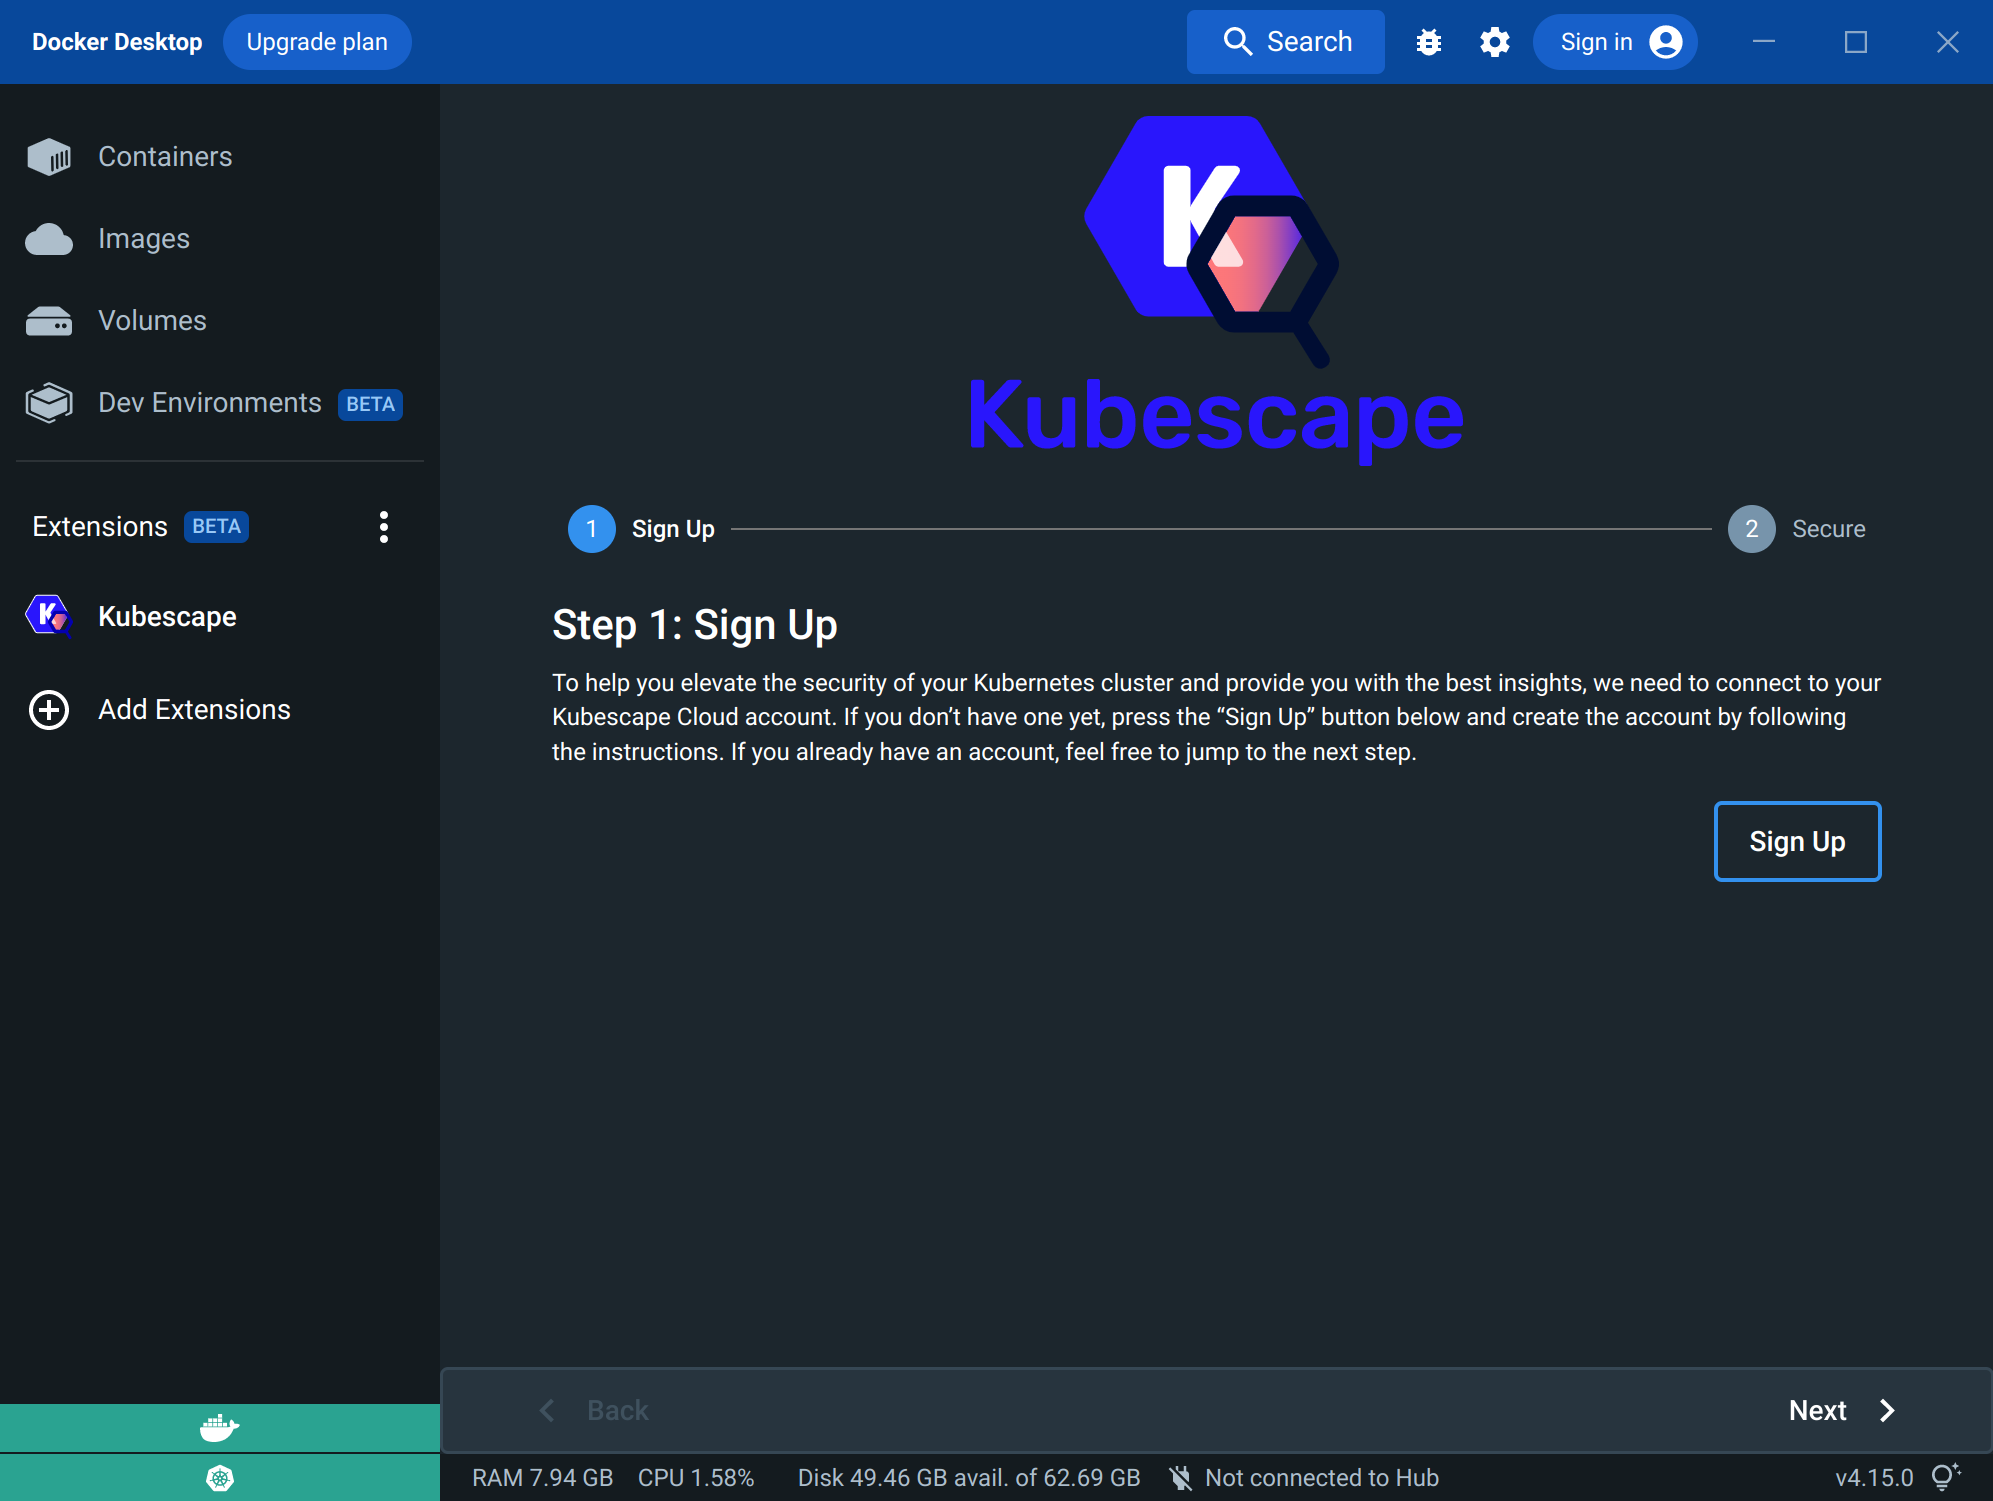 Docker Desktop Upgrade plan Search Sign in
Containers
Images
Volumes
Dev Environments BETA
Extensions BETA
Kubescape
Add Extensions
K
Kubescape
1 Sign Up 2 Secure
Step 1: Sign Up
To help you elevate the security of your Kubernetes cluster and provide you with the best insights, we need to connect to your
Kubescape Cloud account. If you don’t have one yet, press the “Sign Up” button below and create the account by following
the instructions. If you already have an account, feel free to jump to the next step.
Sign Up
Back Next
RAM 7.94 GB CPU 1.58% Disk 49.46 GB avail. of 62.69 GB Not connected to Hub v4.15.0